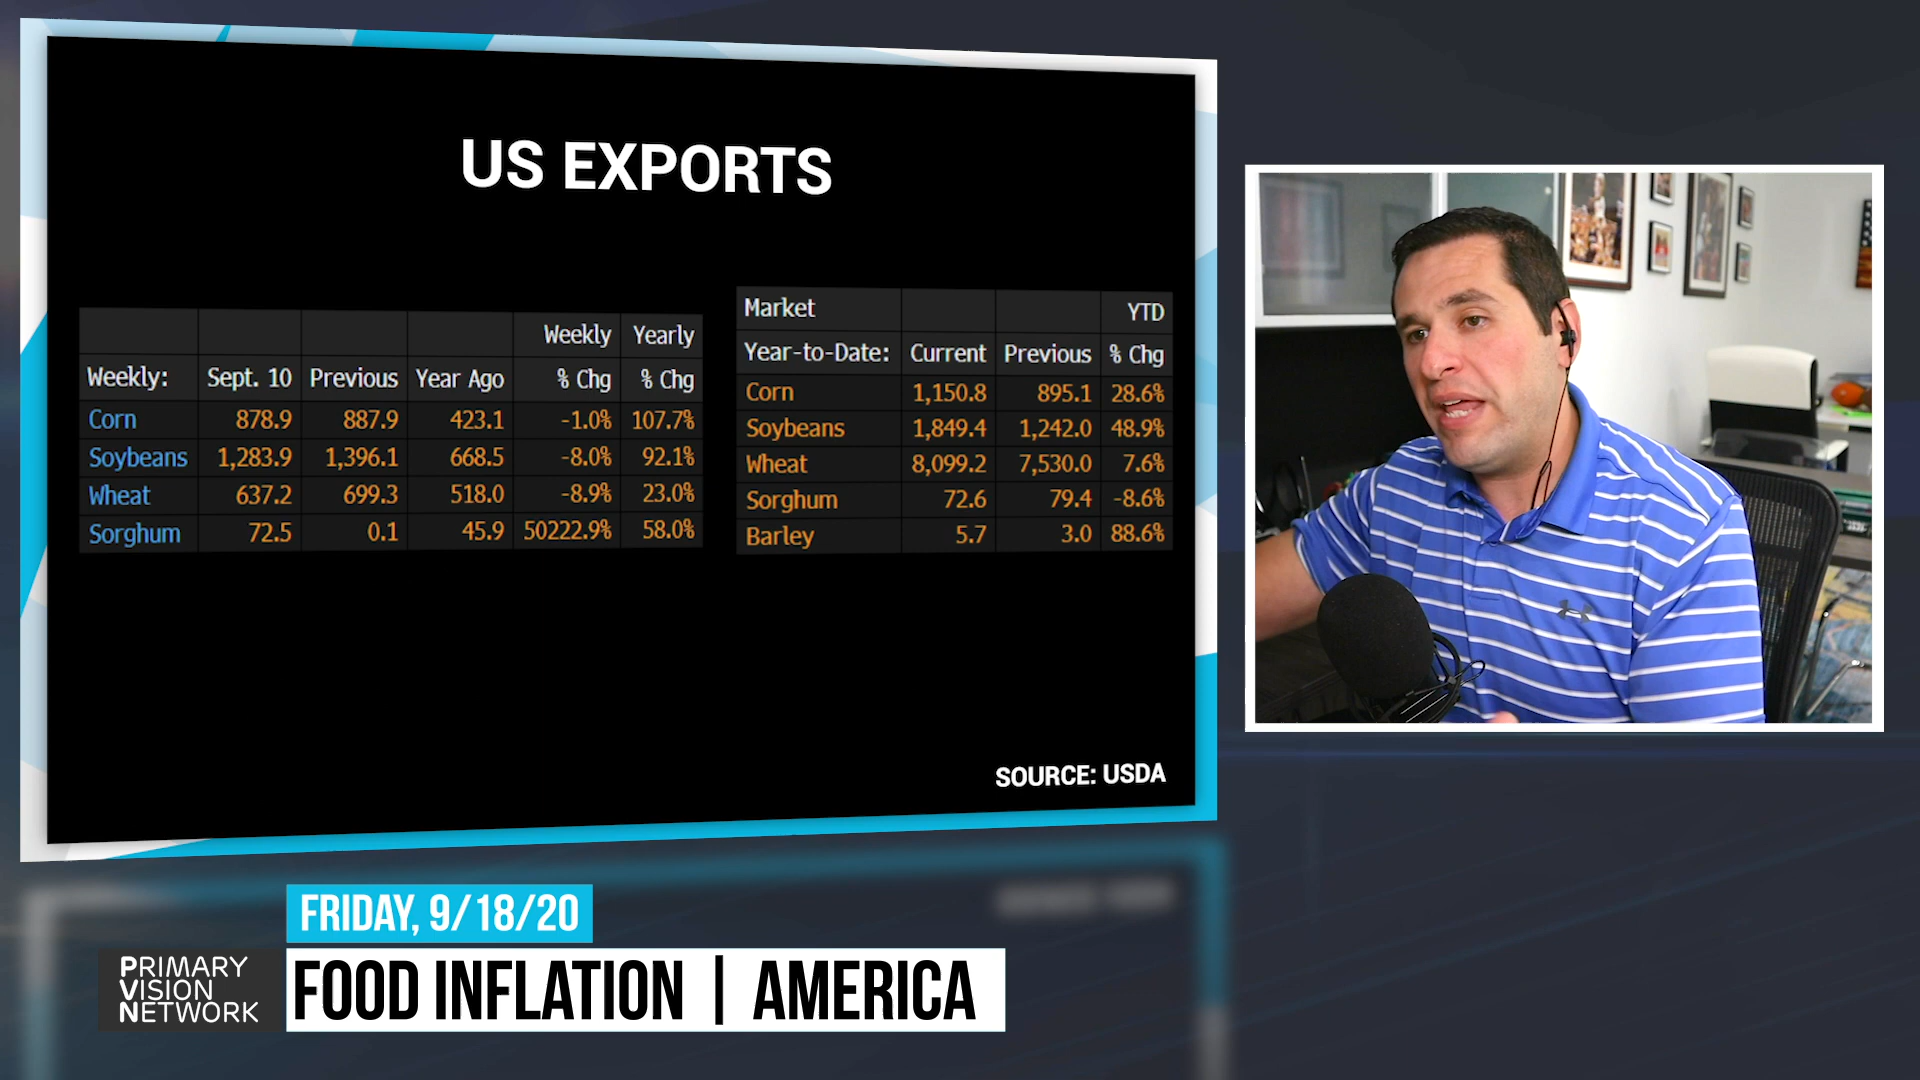 US EXPORTS
Weekly Yearly
Weekly: Sept. 10 Previous Year Ago % Chg % Chg
Corn 878.9 887.9 423.1 -1.0% 107.7%
Soybeans 1,283.9 1,396.1 668.5 -8.0% 92.1%
Wheat 637.2 699.3 518.0 -8.9% 23.0%
Sorghum 72.5 0.1 45.9 50222.9% 58.0%
Market YTD
Year-to-Date: Current Previous % Chg
Corn 1,150.8 895.1 28.6%
Soybeans 1,849.4 1,242.0 48.9%
Wheat 8,099.2 7,530.0 7.6%
Sorghum 72.6 79.4 -8.6%
Barley 5.7 3.0 88.6%
SOURCE: USDA
FRIDAY, 9/18/20
PRIMARY
VISION
NETWORK
FOOD INFLATION | AMERICA